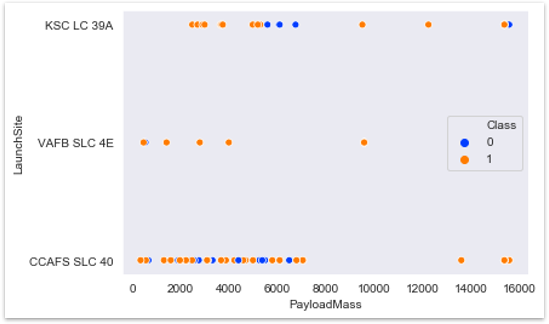 KSC LC 39A
VAFB SLC 4E
CCAFS SLC 40
LaunchSite
Class
0
1
0 2000 4000 6000 8000 10000 12000 14000 16000
PayloadMass